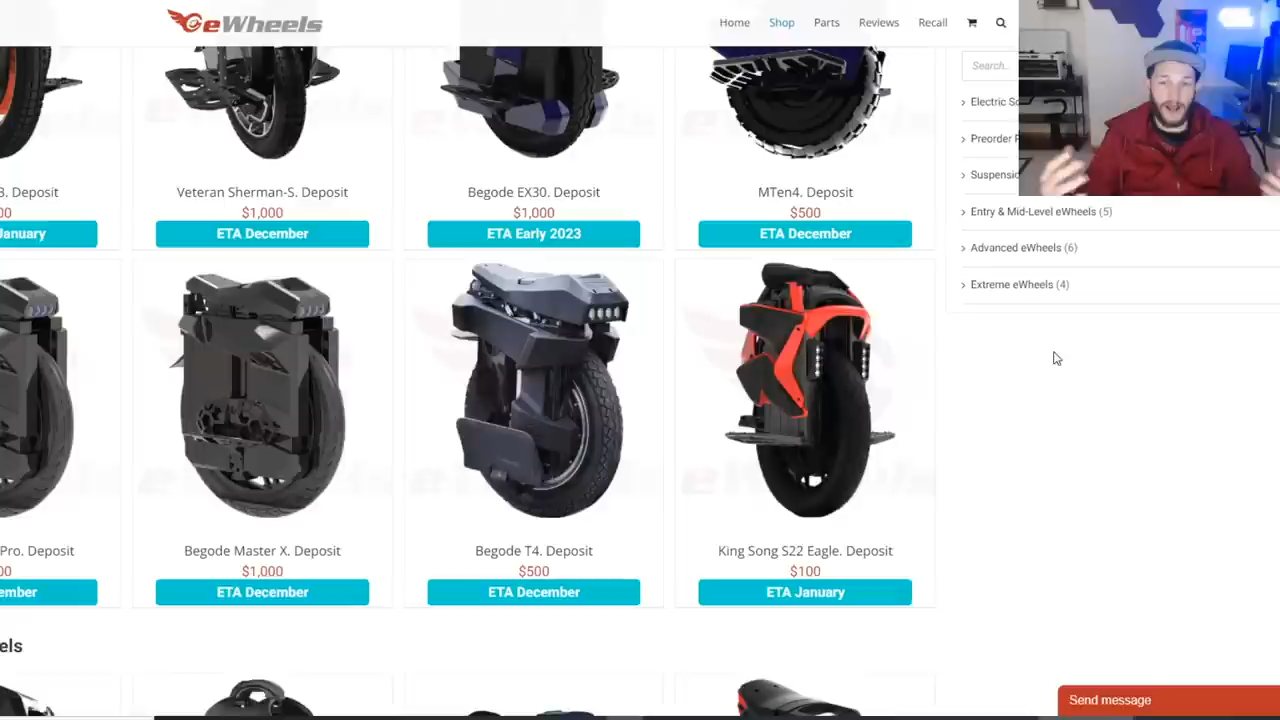 eWheels
Home
Shop
Parts
Reviews
Recall
Search..
Electric Sc
Preorder P
Suspensio
Entry & Mid-Level eWheels (5)
Advanced eWheels (6)
Extreme eWheels (4)
3. Deposit
Veteran Sherman-S. Deposit
Begode EX30. Deposit
MTen4. Deposit
00
$1,000
$1,000
$500
January
ETA December
ETA Early 2023
ETA December
Pro. Deposit
Begode Master X. Deposit
Begode T4. Deposit
King Song S22 Eagle. Deposit
00
$1,000
$500
$100
ember
ETA December
ETA December
ETA January
els
Send message